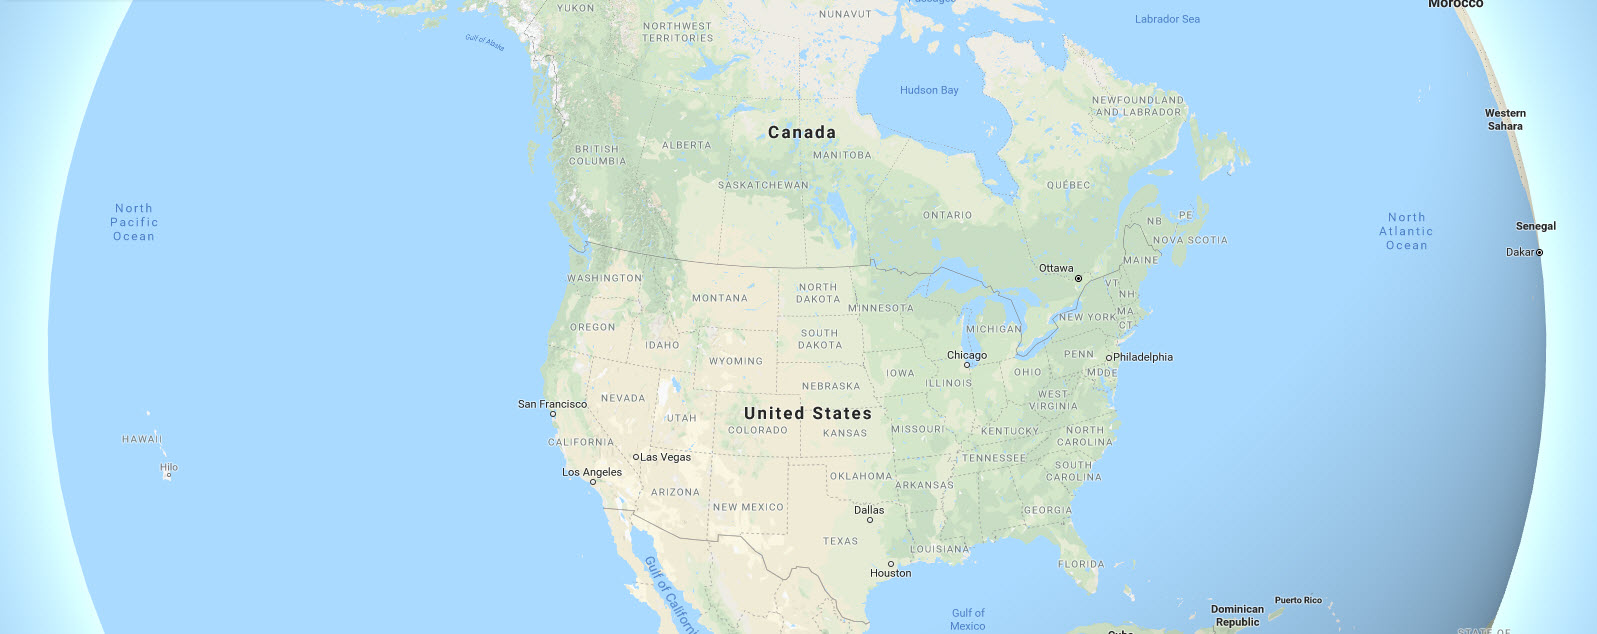 Morocco
YUKON
NUNAVUT
Passages
Labrador Sea
NORTHWEST
TERRITORIES
Gulf of Alaska
Hudson Bay
NEWFOUNDLAND
AND LABRADOR
Western
Sahara
Canada
BRITISH
COLUMBIA
ALBERTA
MANITOBA
SASKATCHEWAN
QUÉBEC
ONTARIO
North
Pacific
Ocean
NB
PE
NOVA SCOTIA
North
Atlantic
Ocean
Senegal
Dakar
MAINE
Ottawa
WASHINGTON
MONTANA
NORTH
DAKOTA
MINNESOTA
VT
NH
MA
CT
NEW YORK
OREGON
IDAHO
SOUTH
DAKOTA
MICHIGAN
WYOMING
Chicago
PENN
Philadelphia
IOWA
OHIO
MD
DE
NEBRASKA
ILLINOIS
NEVADA
WEST
VIRGINIA
San Francisco
United States
UTAH
COLORADO
KANSAS
MISSOURI
KENTUCKY
NORTH
CAROLINA
HAWAII
Hilo
CALIFORNIA
Las Vegas
TENNESSEE
Los Angeles
OKLAHOMA
ARKANSAS
SOUTH
CAROLINA
ARIZONA
NEW MEXICO
Dallas
GEORGIA
TEXAS
LOUISIANA
Houston
FLORIDA
Gulf of California
Gulf of
Mexico
Dominican
Republic
Puerto Rico
Cuba
STATE OF